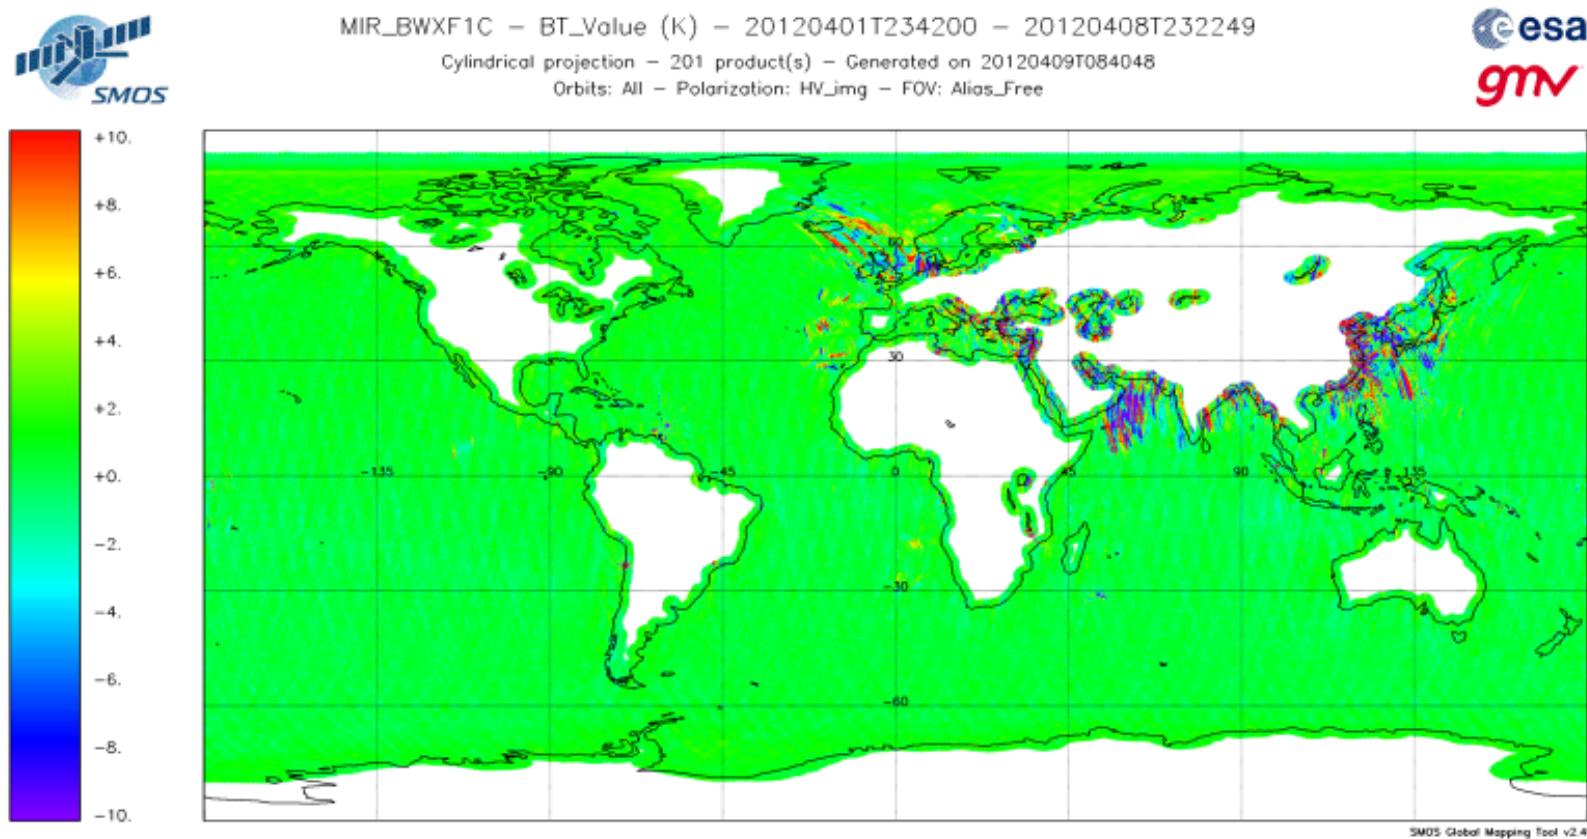 MIR_BWXF1C - BT_Value (K) - 20120401T234200 - 20120408T232249
Cylindrical projection - 201 product(s) - Generated on 20120409T084048
Orbits: All - Polarization: HV_img - FOV: Alias_Free
SMOS
esa
gmv
+10.
+8.
+6.
+4.
+2.
+0.
-2.
-4.
-6.
-8.
-10.
60
30
-135 -90 -45 0 45 90 135
-30
-60
SMOS Global Mapping Tool v2.4